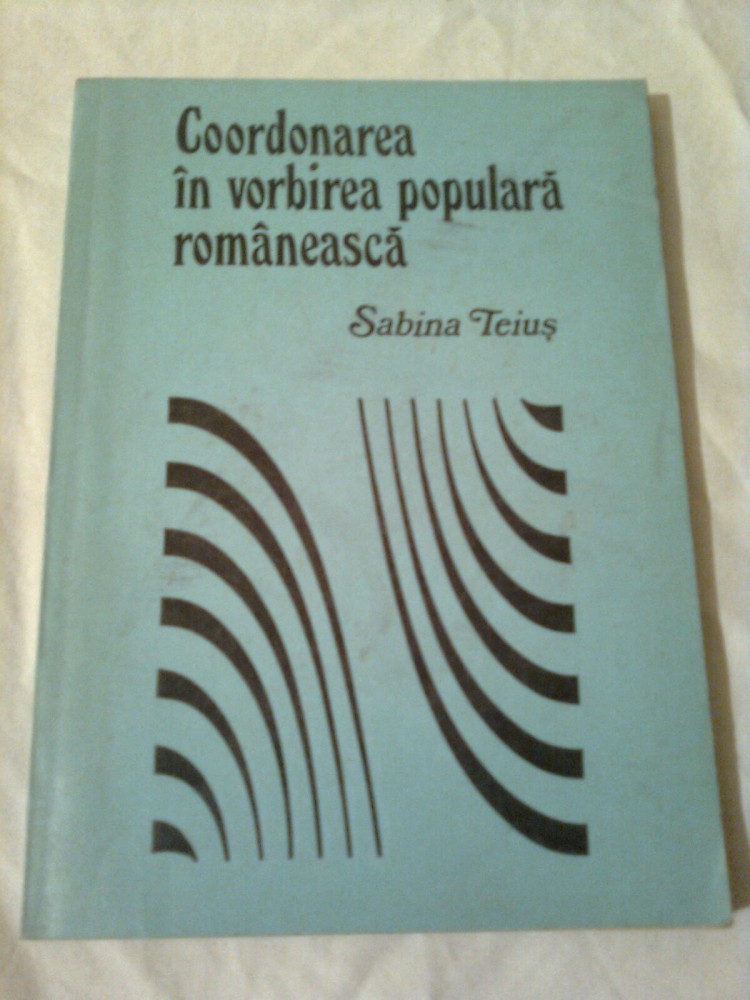 Coordonarea
în vorbirea populară
românească
Sabina Teiuș